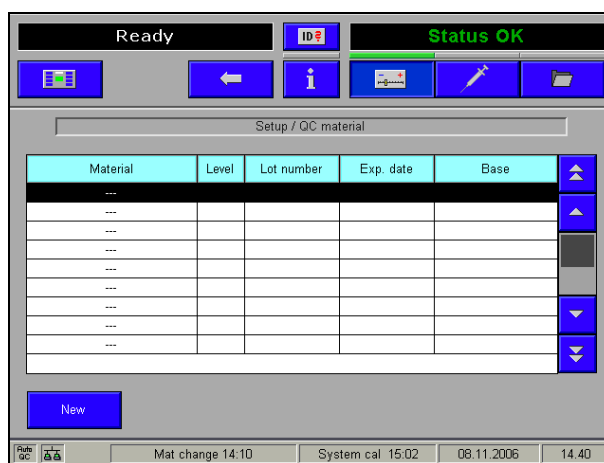 Ready ID? Status OK
i - +
Setup / QC material
Material Level Lot number Exp. date Base
---
---
---
---
---
---
---
---
---
New
Auto QC Mat change 14:10 System cal 15:02 08.11.2006 14.40